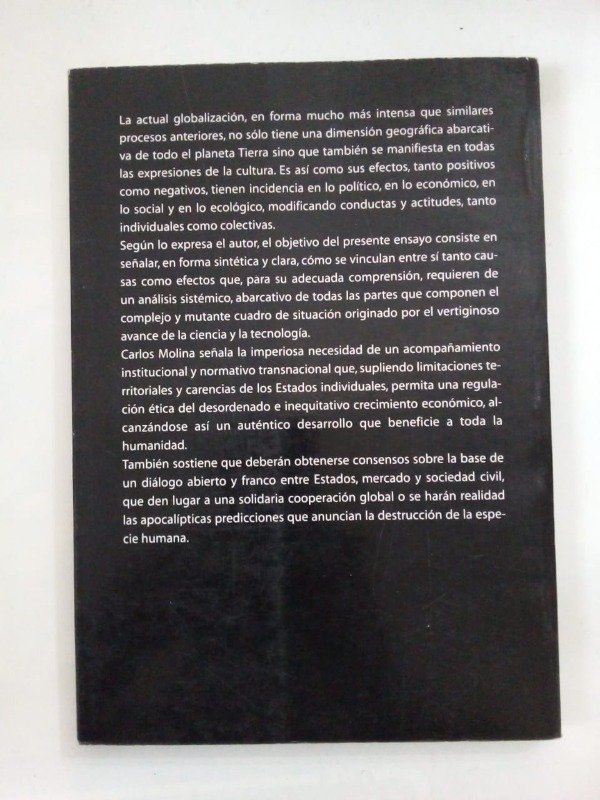 La actual globalización, en forma mucho más intensa que similares
procesos anteriores, no sólo tiene una dimensión geográfica abarcati-
va de todo el planeta Tierra sino que también se manifiesta en todas
las expresiones de la cultura. Es así como sus efectos, tanto positivos
como negativos, tienen incidencia en lo político, en lo económico, en
lo social y en lo ecológico, modificando conductas y actitudes, tanto
individuales como colectivas.
Según lo expresa el autor, el objetivo del presente ensayo consiste en
señalar, en forma sintética y clara, cómo se vinculan entre sí tanto cau-
sas como efectos que, para su adecuada comprensión, requieren de
un análisis sistémico, abarcativo de todas las partes que componen el
complejo y mutante cuadro de situación originado por el vertiginoso
avance de la ciencia y la tecnología.
Carlos Molina señala la imperiosa necesidad de un acompañamiento
institucional y normativo transnacional que, supliendo limitaciones te-
rritoriales y carencias de los Estados individuales, permita una regula-
ción ética del desordenado e inequitativo crecimiento económico, al-
canzándose así un auténtico desarrollo que beneficie a toda la
humanidad.
También sostiene que deberán obtenerse consensos sobre la base de
un diálogo abierto y franco entre Estados, mercado y sociedad civil,
que den lugar a una solidaria cooperación global o se harán realidad
las apocalípticas predicciones que anuncian la destrucción de la espe-
cie humana.